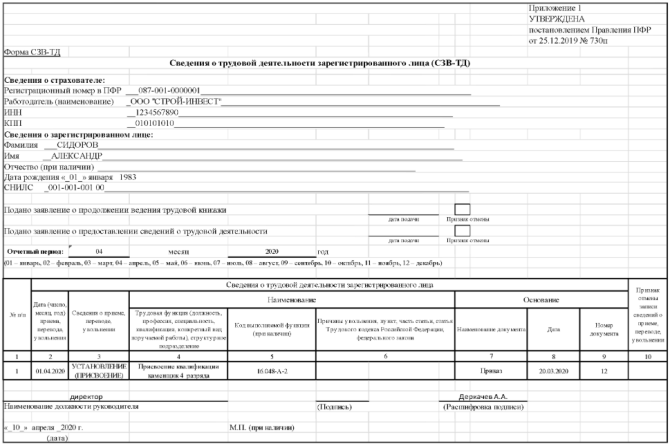 Приложение 1
УТВЕРЖДЕНА
постановлением Правления ПФР
от 25.12.2019 № 730п
Форма СЗВ-ТД
Сведения о трудовой деятельности зарегистрированного лица (СЗВ-ТД)
Сведения о страхователе:
Регистрационный номер в ПФР ___087-001-0000001
Работодатель (наименование) _ООО "СТРОЙ-ИНВЕСТ"
ИНН __1234567890
КПП __010101010
Сведения о зарегистрированном лице:
Фамилия ___СИДОРОВ
Имя __АЛЕКСАНДР
Отчество (при наличии)
Дата рождения «_01_» января 1983
СНИЛС _001-001-001 00
Подано заявление о продолжении ведения трудовой книжки
дата подачи Признак отмены
Подано заявление о предоставлении сведений о трудовой деятельности
дата подачи Признак отмены
Отчетный период: 04 месяц 2020 год
(01 – январь, 02 – февраль, 03 – март, 04 – апрель, 05 – май, 06 – июнь, 07 – июль, 08 – август, 09 – сентябрь, 10 – октябрь, 11 – ноябрь, 12 – декабрь)
Сведения о трудовой деятельности зарегистрированного лица
№ п/п
Дата (число, месяц, год) приема, перевода, увольнения
Сведения о приеме, переводе, увольнении
Наименование
Трудовая функция (должность, профессия, специальность, квалификация, конкретный вид поручаемой работы), структурное подразделение
Код выполняемой функции (при наличии)
Причины увольнения, пункт, часть статьи, статья Трудового кодекса Российской Федерации, федерального закона
Основание
Наименование документа
Дата
Номер документа
Признак отмены записи сведений о приеме, переводе, увольнении
1 2 3 4 5 6 7 8 9 10
1 01.04.2020 УСТАНОВЛЕНИЕ (ПРИСВОЕНИЕ) Присвоение квалификации каменщик 4 разряда 16.048-А-2 Приказ 20.03.2020 12
директор Деркачев А.А.
Наименование должности руководителя (Подпись) (Расшифровка подписи)
«_10_» апреля _2020 г. М.П. (при наличии)
(дата)